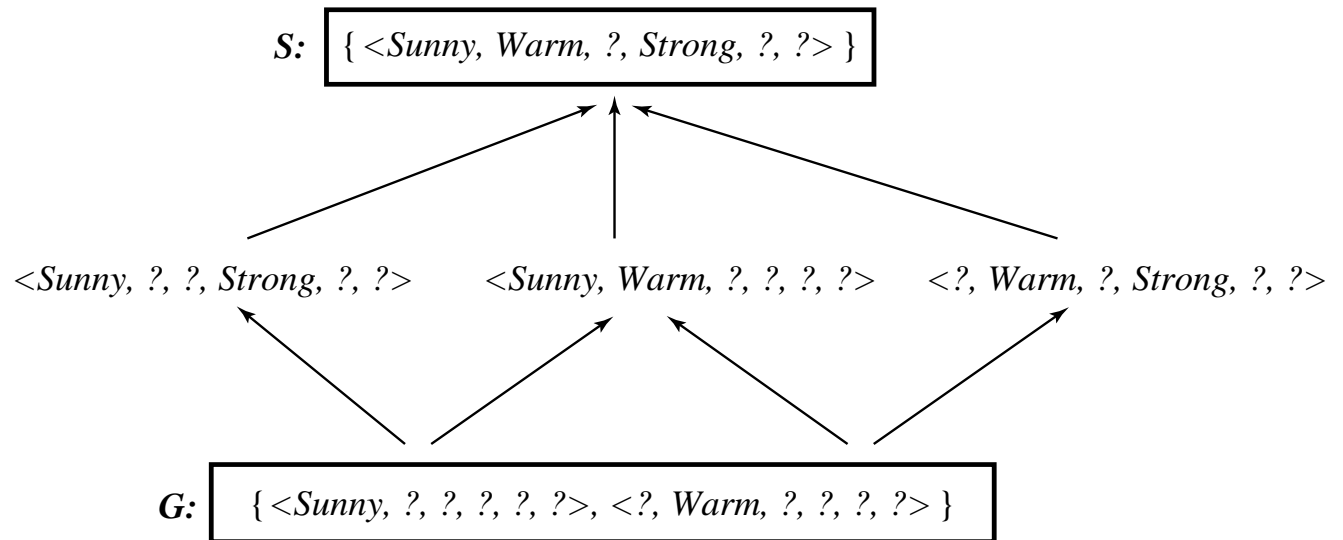 S: { <Sunny, Warm, ?, Strong, ?, ?> }
<Sunny, ?, ?, Strong, ?, ?> <Sunny, Warm, ?, ?, ?, ?> <?, Warm, ?, Strong, ?, ?>
G: { <Sunny, ?, ?, ?, ?, ?>, <?, Warm, ?, ?, ?, ?> }